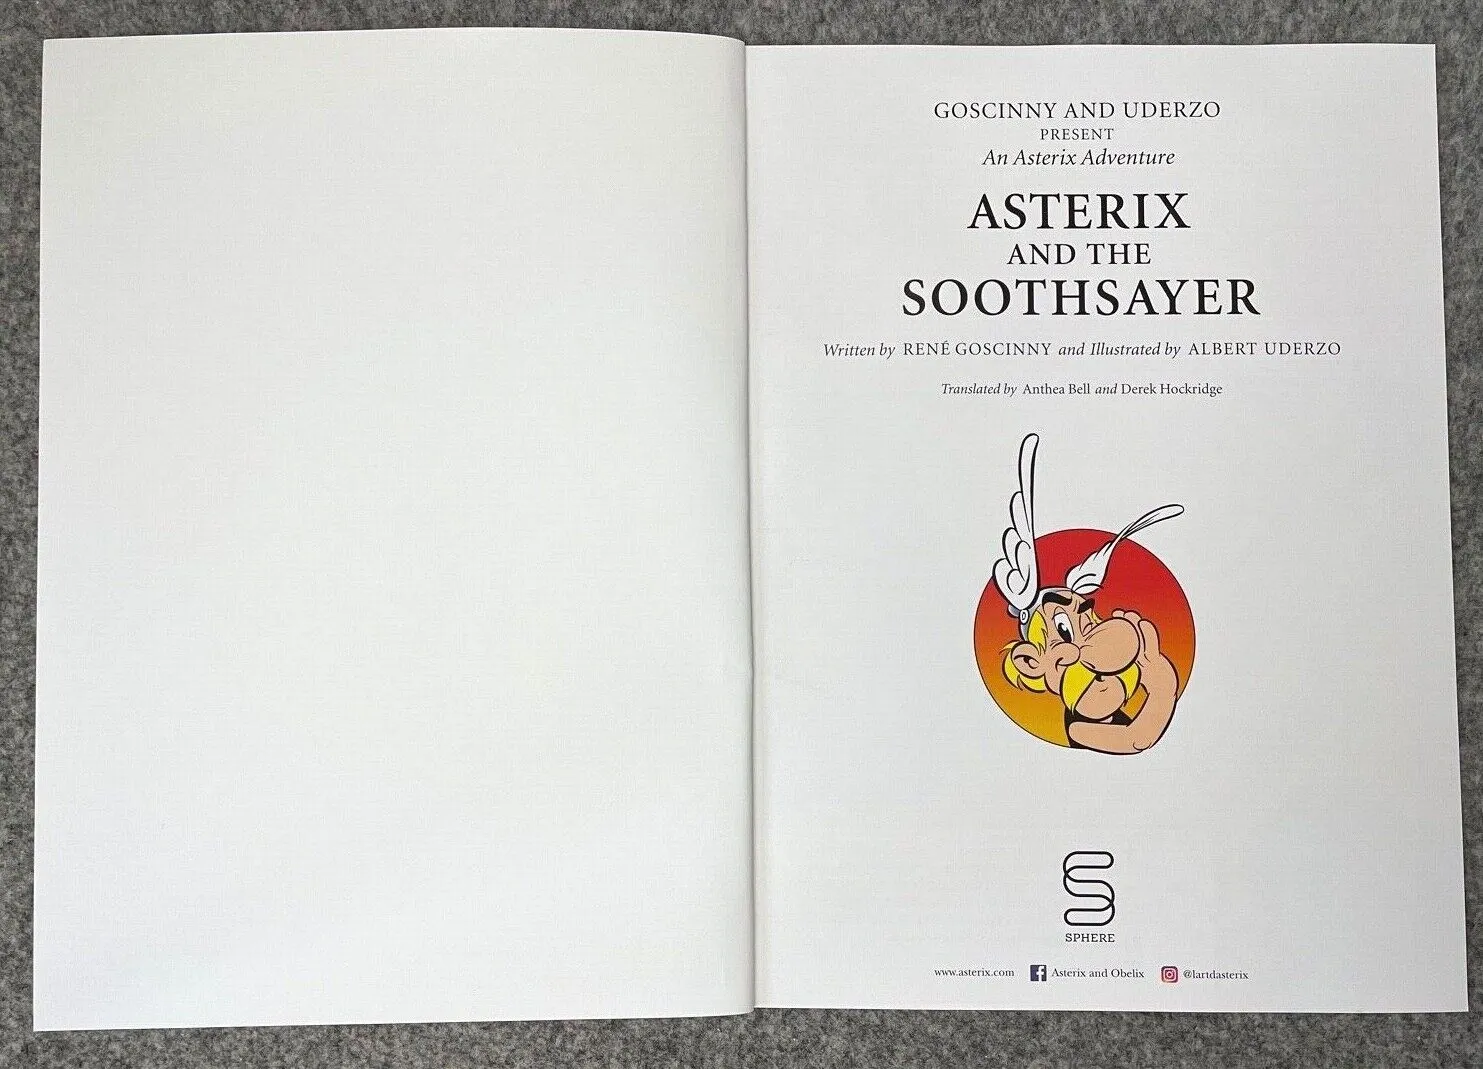 GOSCINNY AND UDERZO
PRESENT
An Asterix Adventure
ASTERIX
AND THE
SOOTHSAYER
Written by RENÉ GOSCINNY and Illustrated by ALBERT UDERZO
Translated by Anthea Bell and Derek Hockridge
SPHERE
www.asterix.com f Asterix and Obelix @lartdasterix